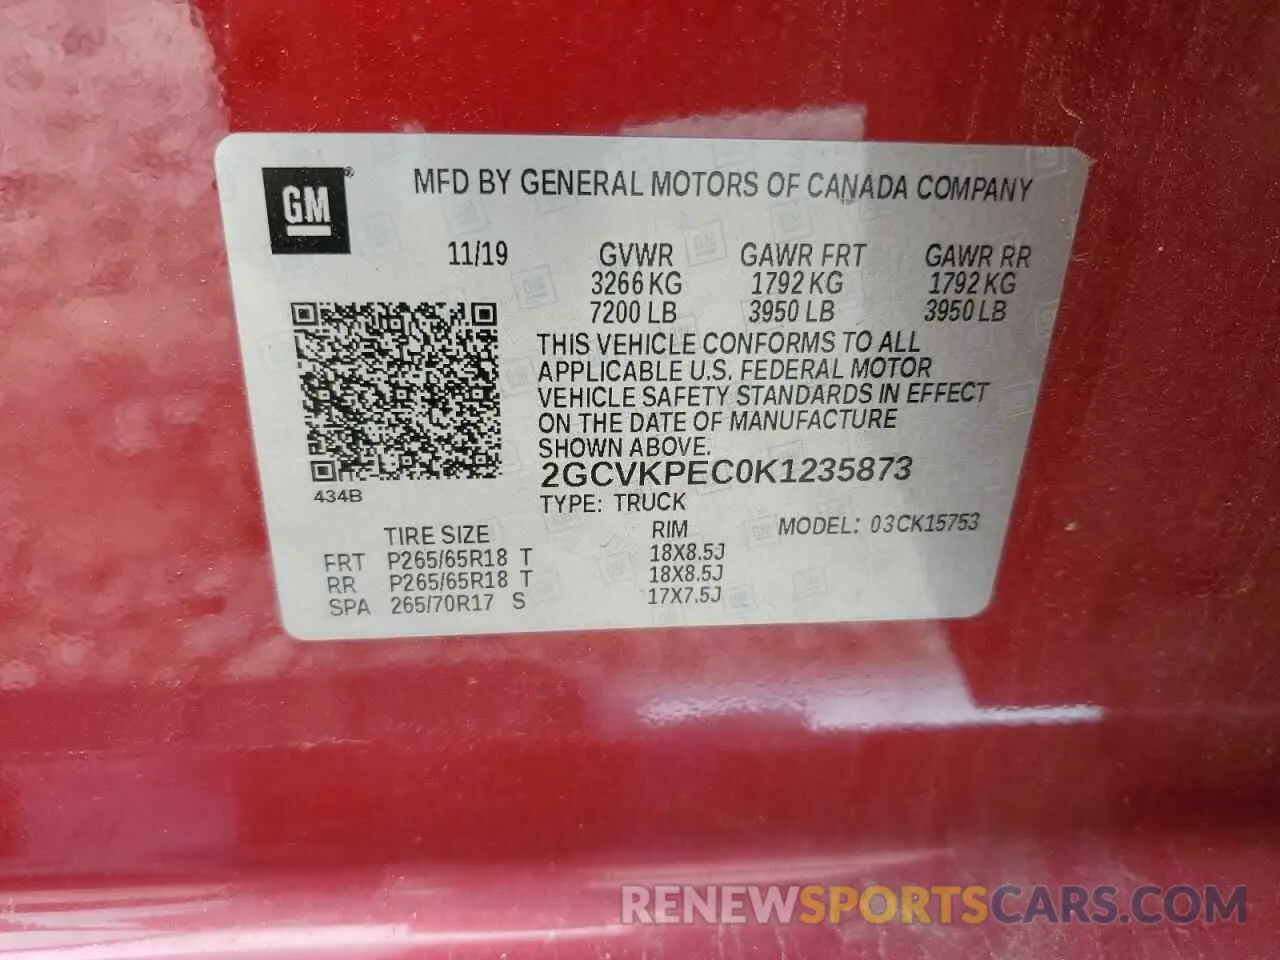 GM ®
MFD BY GENERAL MOTORS OF CANADA COMPANY
11/19 GVWR GAWR FRT GAWR RR
3266 KG 1792 KG 1792 KG
7200 LB 3950 LB 3950 LB
THIS VEHICLE CONFORMS TO ALL
APPLICABLE U.S. FEDERAL MOTOR
VEHICLE SAFETY STANDARDS IN EFFECT
ON THE DATE OF MANUFACTURE
SHOWN ABOVE.
2GCVKPEC0K1235873
434B
TYPE: TRUCK
TIRE SIZE RIM MODEL: 03CK15753
FRT P265/65R18 T 18X8.5J
RR P265/65R18 T 18X8.5J
SPA 265/70R17 S 17X7.5J
RENEWSPORTSCARS.COM